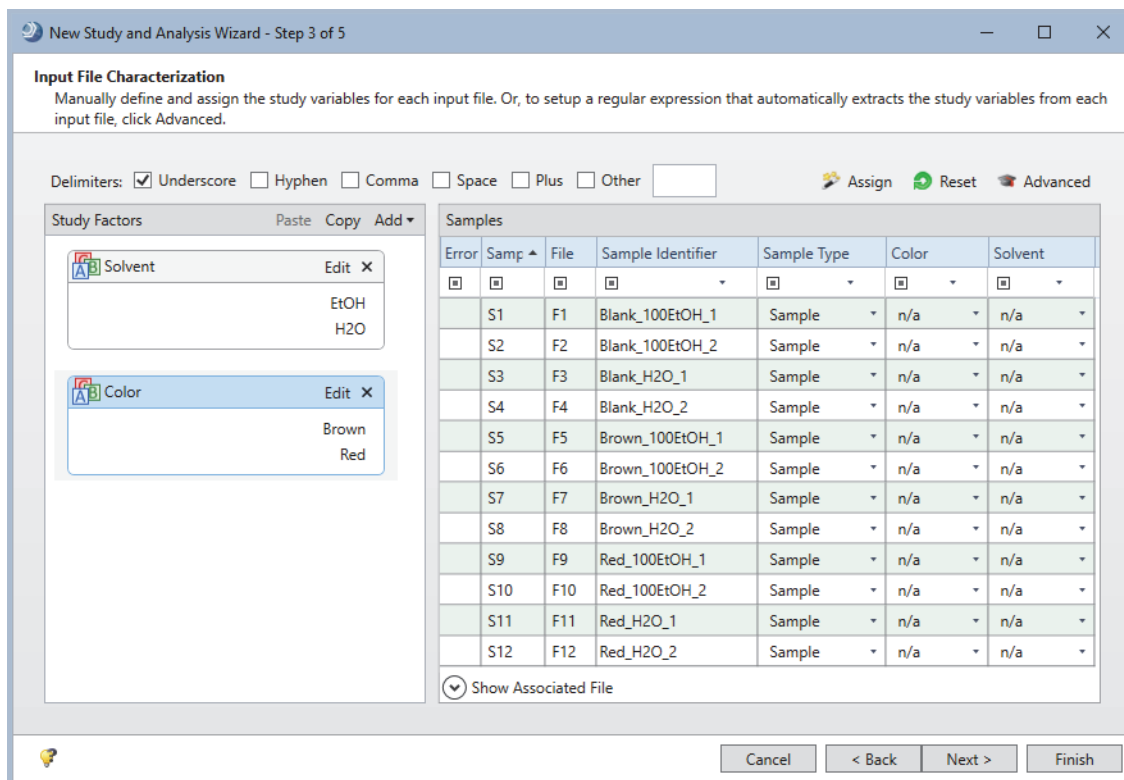 New Study and Analysis Wizard - Step 3 of 5
Input File Characterization
Manually define and assign the study variables for each input file. Or, to setup a regular expression that automatically extracts the study variables from each
input file, click Advanced.
Delimiters: Underscore Hyphen Comma Space Plus Other Assign Reset Advanced
Study Factors Paste Copy Add
Solvent Edit
EtOH
H2O
Color Edit
Brown
Red
Samples
Error Samp File Sample Identifier Sample Type Color Solvent
S1 F1 Blank_100EtOH_1 Sample n/a n/a
S2 F2 Blank_100EtOH_2 Sample n/a n/a
S3 F3 Blank_H2O_1 Sample n/a n/a
S4 F4 Blank_H2O_2 Sample n/a n/a
S5 F5 Brown_100EtOH_1 Sample n/a n/a
S6 F6 Brown_100EtOH_2 Sample n/a n/a
S7 F7 Brown_H2O_1 Sample n/a n/a
S8 F8 Brown_H2O_2 Sample n/a n/a
S9 F9 Red_100EtOH_1 Sample n/a n/a
S10 F10 Red_100EtOH_2 Sample n/a n/a
S11 F11 Red_H2O_1 Sample n/a n/a
S12 F12 Red_H2O_2 Sample n/a n/a
Show Associated File
Cancel < Back Next > Finish